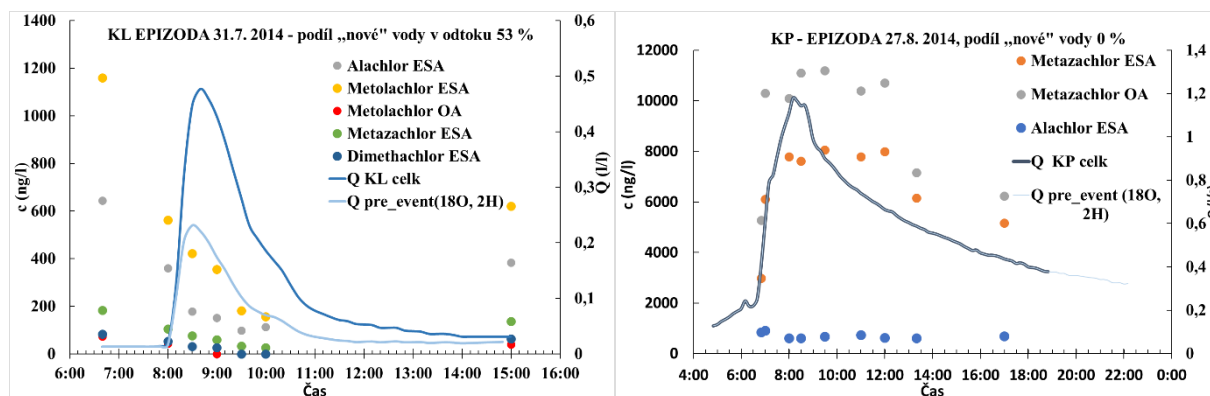 KL EPIZODA 31.7. 2014 - podíl „nové" vody v odtoku 53 %
c (ng/l)
1400
1200
1000
800
600
400
200
0
Alachlor ESA
Metolachlor ESA
Metolachlor OA
Metazachlor ESA
Dimethachlor ESA
Q KL celk
Q pre_event(18O, 2H)
0,6
0,5
0,4
0,3
0,2
0,1
0
Q (l/l)
6:00 7:00 8:00 9:00 10:00 11:00 12:00 13:00 14:00 15:00 16:00
Čas
KP - EPIZODA 27.8. 2014, podíl „nové" vody 0 %
c (ng/l)
12000
10000
8000
6000
4000
2000
0
Metazachlor ESA
Metazachlor OA
Alachlor ESA
Q KP celk
Q pre_event (18O,
2H)
1,4
1,2
1
0,8
0,6
0,4
0,2
0
4:00 6:00 8:00 10:00 12:00 14:00 16:00 18:00 20:00 22:00 0:00
Čas